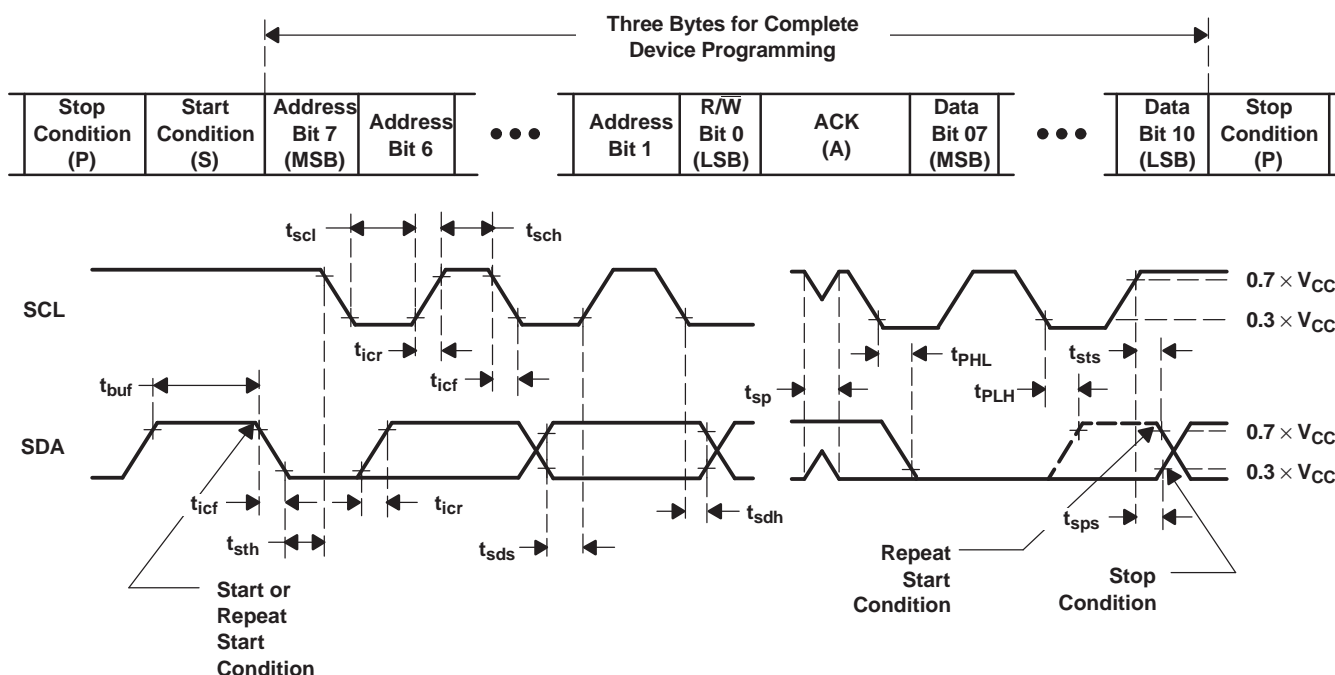 Three Bytes for Complete
Device Programming
Stop
Condition
(P)
Start
Condition
(S)
Address
Bit 7
(MSB)
Address
Bit 6
•••
Address
Bit 1
R/W̅
Bit 0
(LSB)
ACK
(A)
Data
Bit 07
(MSB)
•••
Data
Bit 10
(LSB)
Stop
Condition
(P)
tscl
tsch
SCL
0.7 × VCC
0.3 × VCC
ticr
tPHL
tsts
tbuf
ticf
tsp
tPLH
SDA
0.7 × VCC
0.3 × VCC
ticf
ticr
tsdh
tsps
tsth
tsds
Start or
Repeat
Start
Condition
Repeat
Start
Condition
Stop
Condition